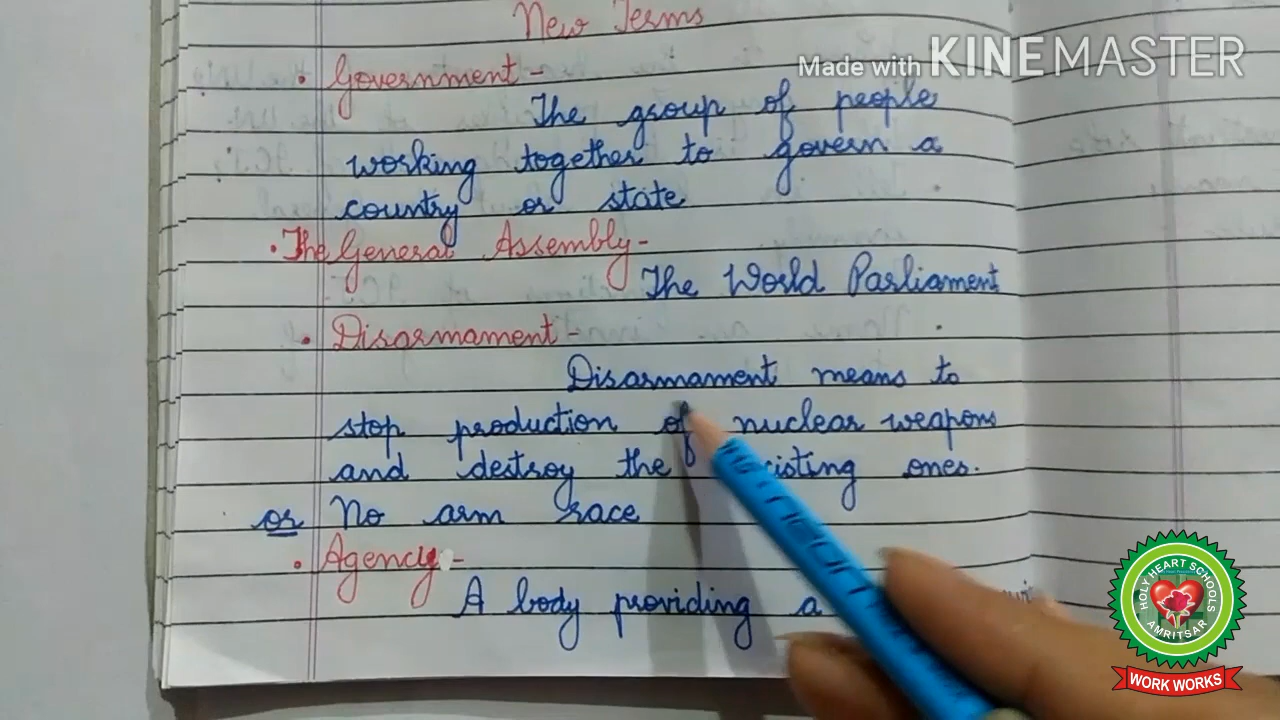 New Terms
Made with KINEMASTER
• Government -
The group of people
working together to govern a
country or state
• The General Assembly -
The World Parliament
• Disarmament -
Disarmament means to
stop production of nuclear weapons
and destroy the ones.
or No arm race
• Agency -
A body providing a
HOLY HEART SCHOOLS
AMRITSAR
WORK WORKS